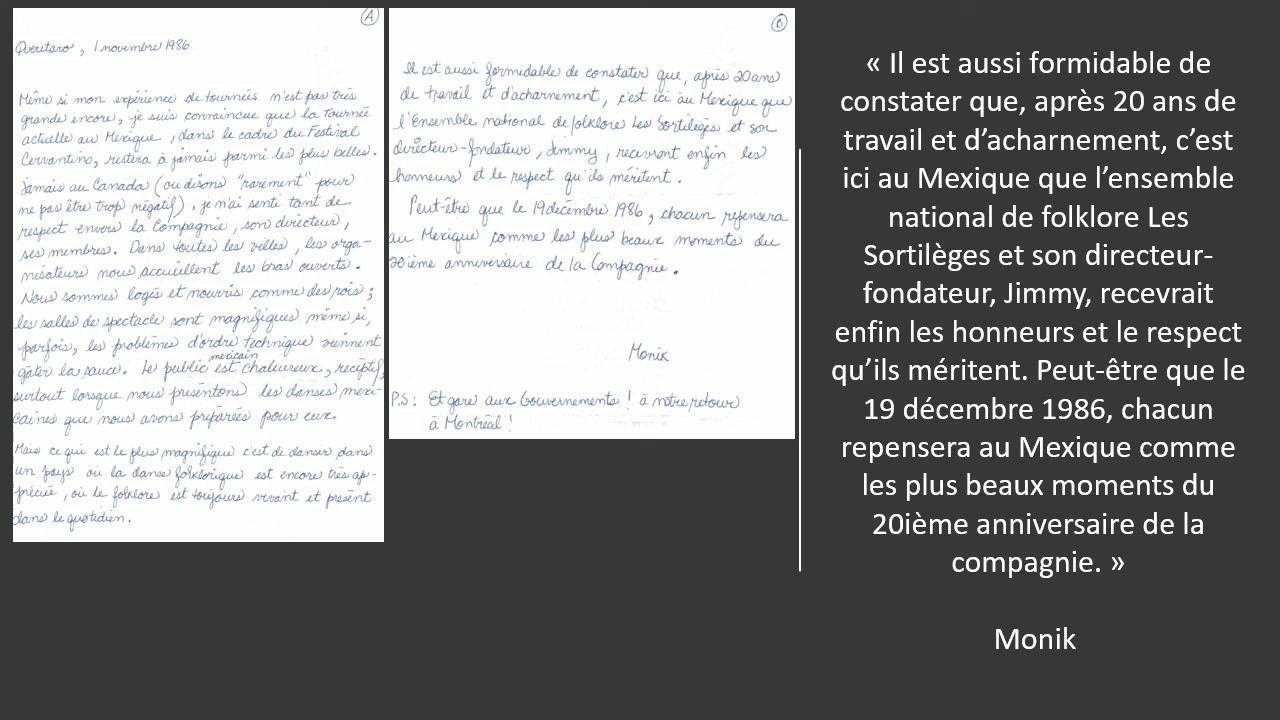 A
Queretaro, 1 novembre 1986
Même si mon expérience de tournées n'est pas très
grande encore, je suis convaincue que la Tournée
actuelle au Mexique, dans le cadre du Festival
Cervantino, restera à jamais parmi les plus belles.
Jamais au Canada (ou disons "rarement" pour
ne pas être trop négatif), je n'ai senti tant de
respect envers la Compagnie, son directeur,
ses membres. Dans toutes les villes, les orga-
nisateurs nous accueillent les bras ouverts.
Nous sommes logés et nourris comme des rois;
les salles de spectacle sont magnifiques même si,
parfois, les problèmes d'ordre technique viennent
gâter la sauce. Le public mexicain est chaleureux, réceptif,
surtout lorsque nous présentons les danses mexi-
caines que nous avons préparées pour eux.
Mais ce qui est le plus magnifique c'est de danser dans
un pays où la danse folklorique est encore très ap-
préciée, où le folklore est toujours vivant et présent
dans le quotidien.
B
Il est aussi formidable de constater que, après 20 ans
de travail et d'acharnement, c'est ici au Mexique que
l'Ensemble national de folklore Les Sortilèges et son
directeur-fondateur, Jimmy, recevront enfin les
honneurs et le respect qu'ils méritent.
Peut-être que le 19 décembre 1986, chacun repensera
au Mexique comme les plus beaux moments du
20ième anniversaire de la Compagnie.
Monik
P.S: Et gare aux Gouvernements! à notre retour
à Montréal!
« Il est aussi formidable de
constater que, après 20 ans de
travail et d’acharnement, c’est
ici au Mexique que l’ensemble
national de folklore Les
Sortilèges et son directeur-
fondateur, Jimmy, recevrait
enfin les honneurs et le respect
qu’ils méritent. Peut-être que le
19 décembre 1986, chacun
repensera au Mexique comme
les plus beaux moments du
20ième anniversaire de la
compagnie. »
Monik